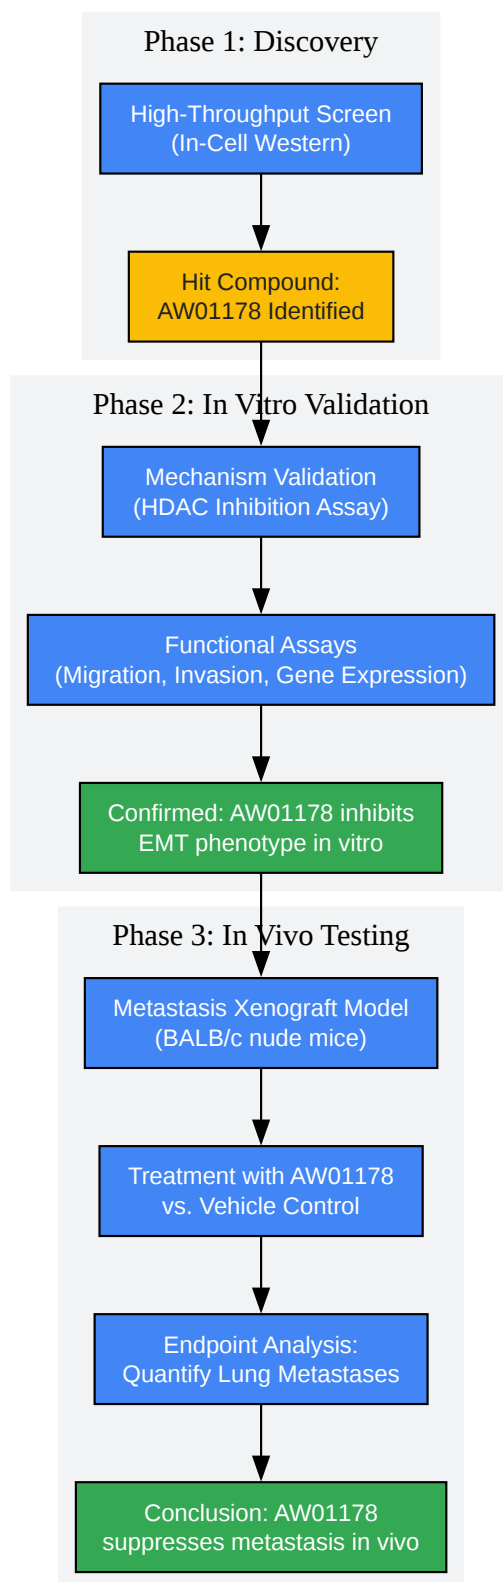 Phase 1: Discovery
High-Throughput Screen
(In-Cell Western)
Hit Compound:
AW01178 Identified
Phase 2: In Vitro Validation
Mechanism Validation
(HDAC Inhibition Assay)
Functional Assays
(Migration, Invasion, Gene Expression)
Confirmed: AW01178 inhibits
EMT phenotype in vitro
Phase 3: In Vivo Testing
Metastasis Xenograft Model
(BALB/c nude mice)
Treatment with AW01178
vs. Vehicle Control
Endpoint Analysis:
Quantify Lung Metastases
Conclusion: AW01178
suppresses metastasis in vivo